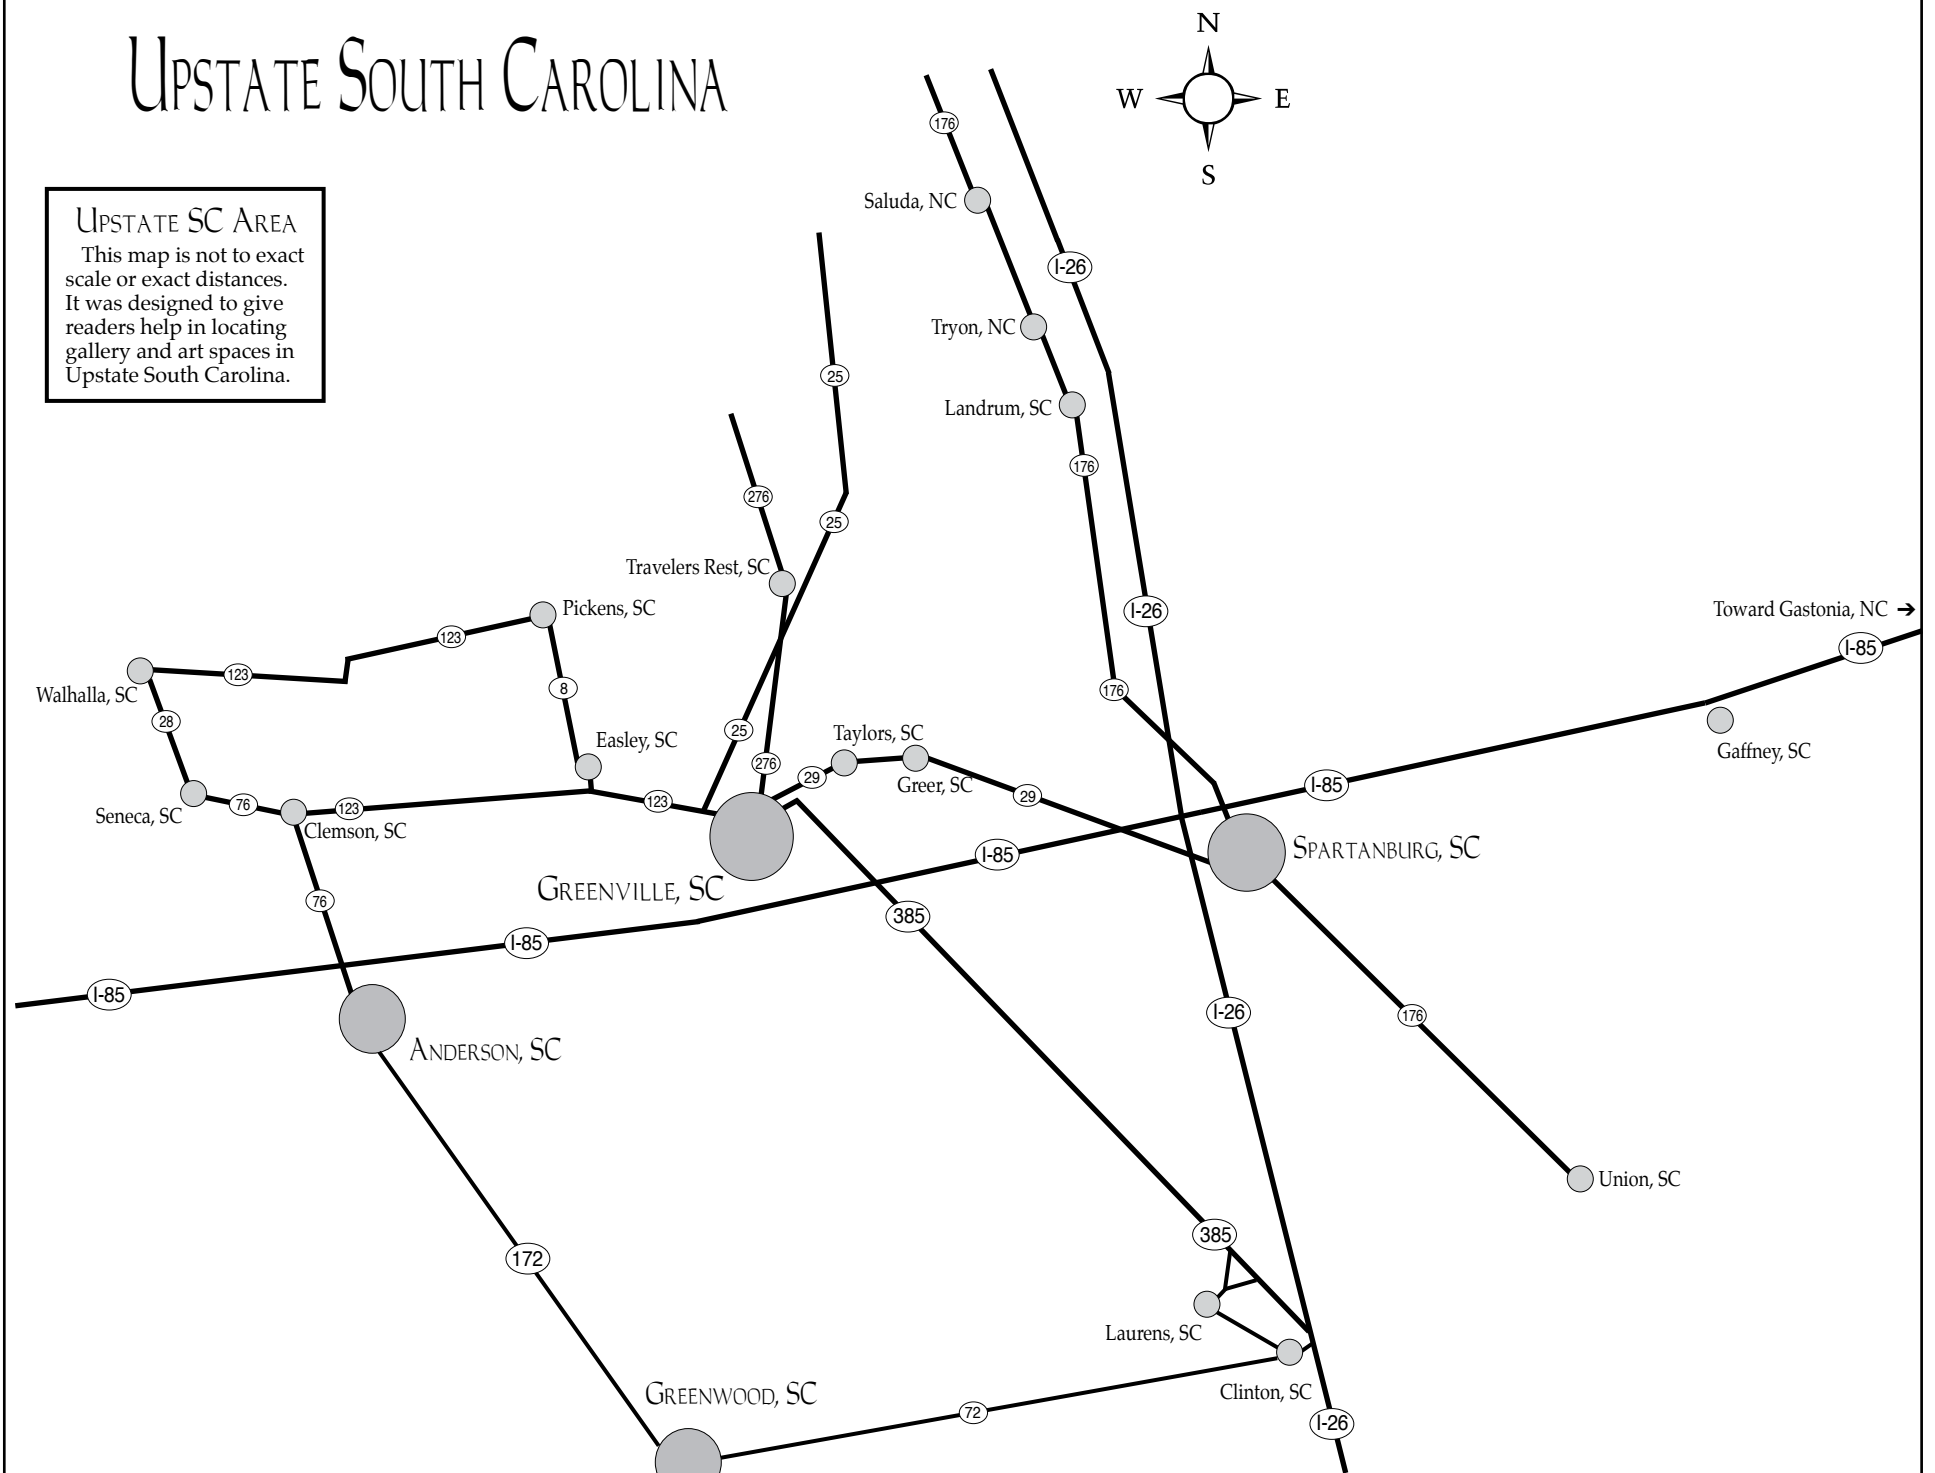 UPSTATE SOUTH CAROLINA
N
W E
S
176
Saluda, NC
UPSTATE SC AREA
This map is not to exact
scale or exact distances.
It was designed to give
readers help in locating
gallery and art spaces in
Upstate South Carolina.
I-26
Tryon, NC
25
Landrum, SC
176
276
25
Travelers Rest, SC
Pickens, SC
I-26
Toward Gastonia, NC ➔
123
I-85
123
Walhalla, SC
8
176
28
25
Taylors, SC
Easley, SC
Gaffney, SC
276
29
Greer, SC
I-85
29
Seneca, SC
76
123
123
Clemson, SC
SPARTANBURG, SC
I-85
GREENVILLE, SC
76
385
I-85
I-85
I-26
176
ANDERSON, SC
Union, SC
385
172
Laurens, SC
GREENWOOD, SC
Clinton, SC
72
I-26